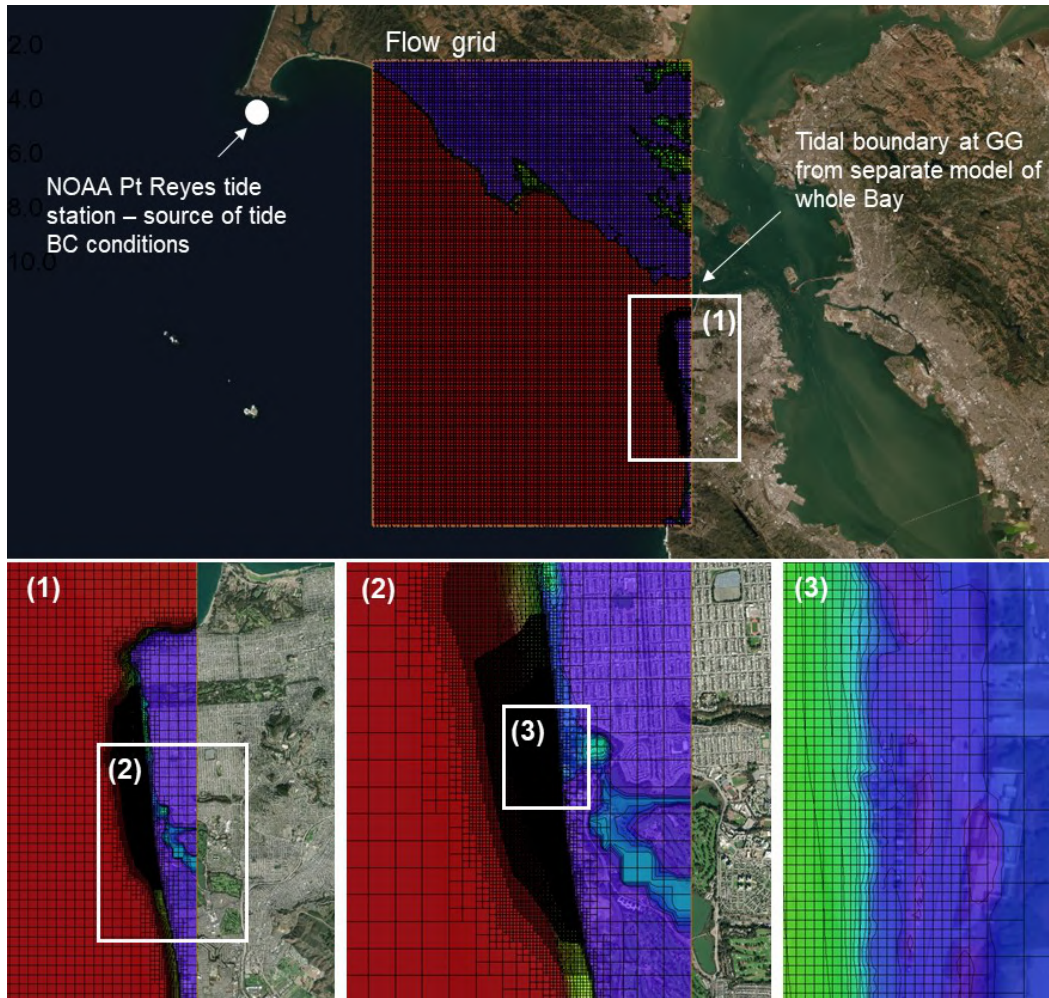 Flow grid
2.0
4.0
6.0
8.0
10.0
NOAA Pt Reyes tide
station – source of tide
BC conditions
Tidal boundary at GG
from separate model of
whole Bay
(1)
(1)
(2)
(2)
(3)
(3)